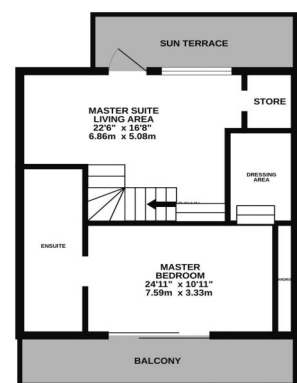 SUN TERRACE
MASTER SUITE
LIVING AREA
22'6" x 16'8"
6.86m x 5.08m
STORE
DRESSING
AREA
ENSUITE
MASTER
BEDROOM
24'11" x 10'11"
7.59m x 3.33m
BALCONY